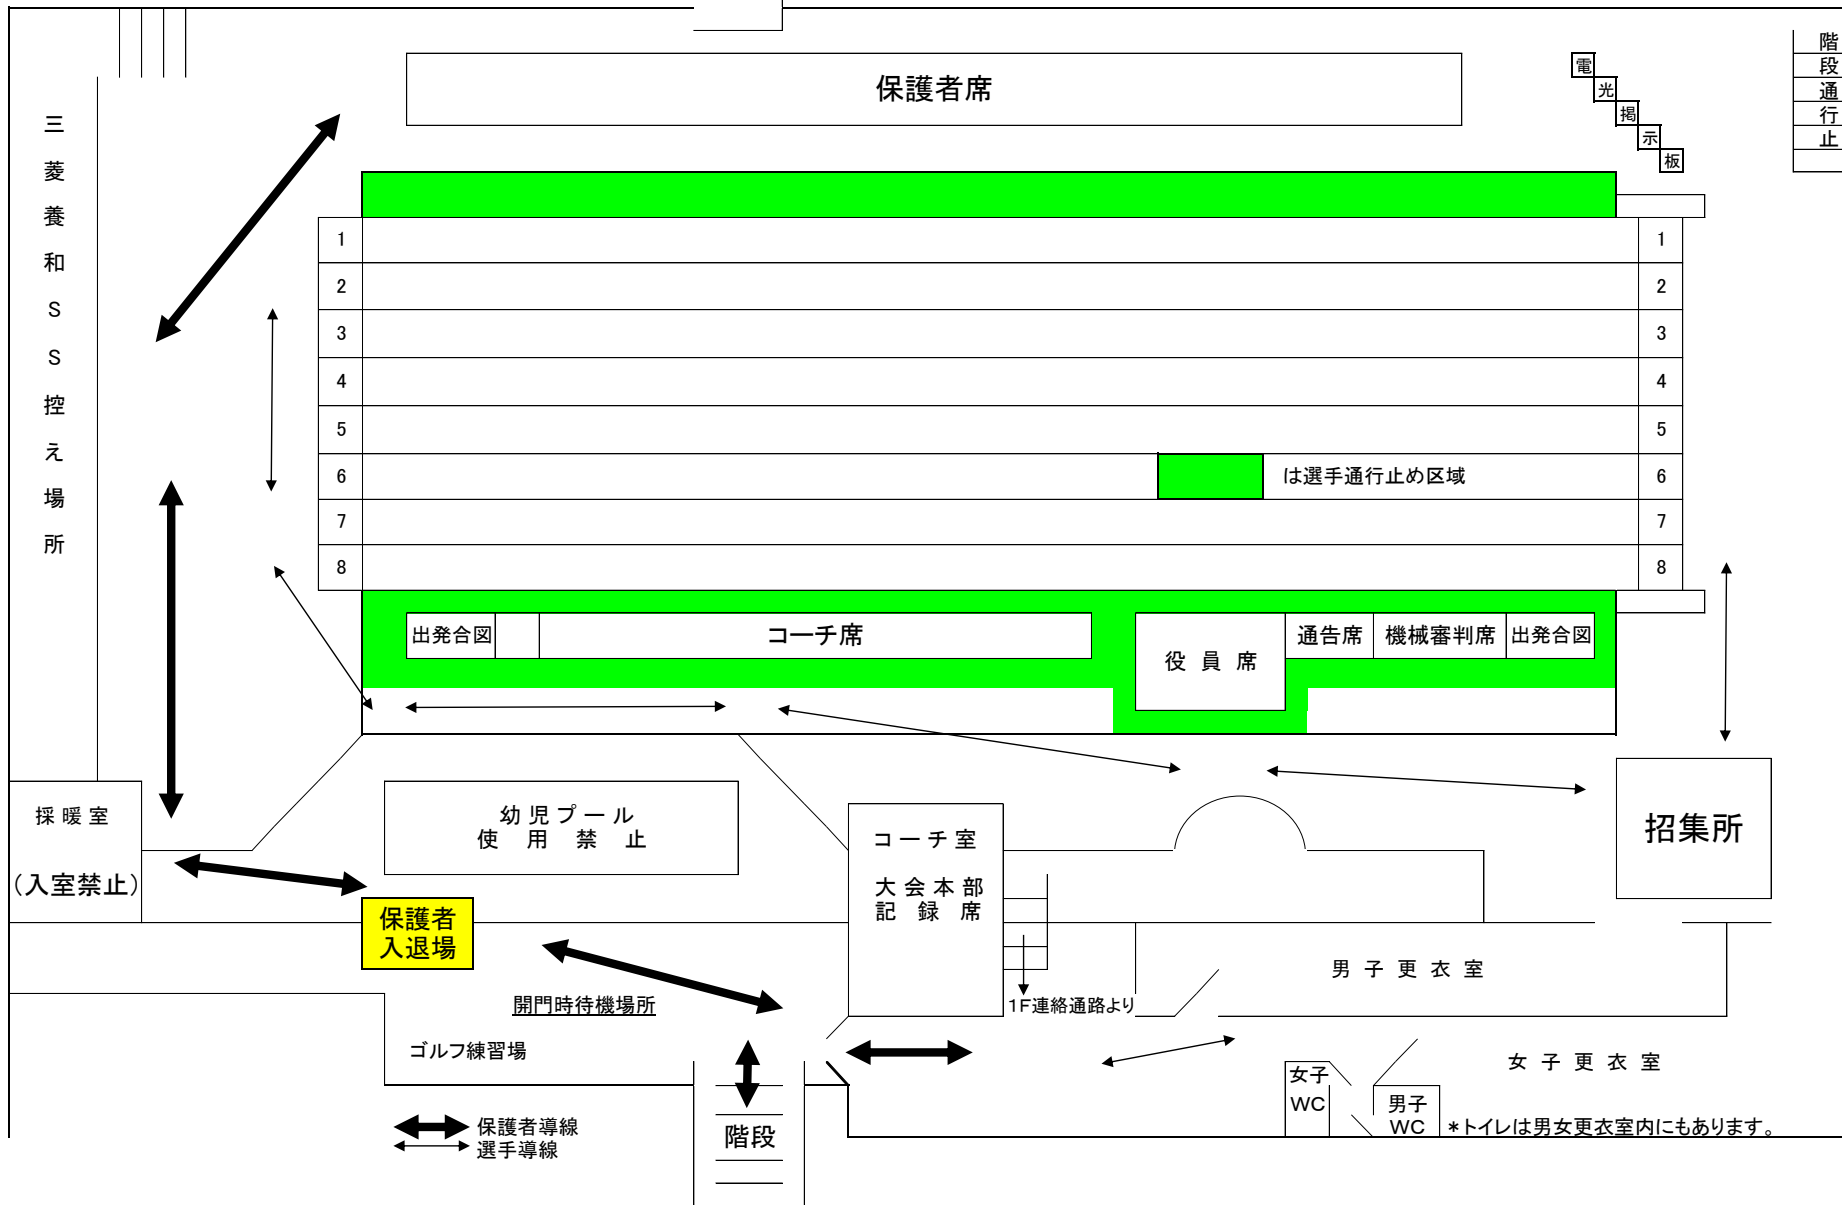 保護者席
電光掲示板
階段通行止
三菱養和SS控え場所
1
2
3
4
5
6
7
8
は選手通行止め区域
1
2
3
4
5
6
7
8
出発合図
コーチ席
役員席
通告席
機械審判席
出発合図
採暖室
(入室禁止)
幼児プール
使用禁止
コーチ室
大会本部
記録席
招集所
保護者
入退場
開門時待機場所
1F連絡通路より
男子更衣室
ゴルフ練習場
女子更衣室
女子
WC
男子
WC
*トイレは男女更衣室内にもあります。
階段
保護者導線
選手導線